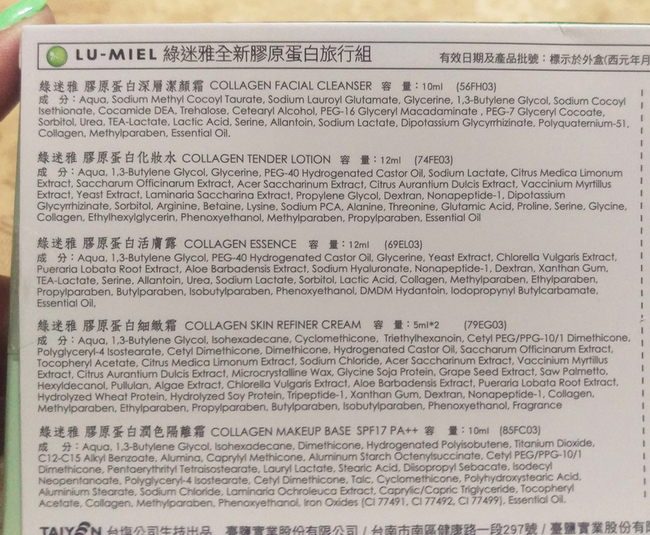 LU-MIEL 綠迷雅全新膠原蛋白旅行組
有效日期及產品批號：標示於外盒(西元年月
綠迷雅 膠原蛋白深層潔顏霜 COLLAGEN FACIAL CLEANSER 容 量：10ml (56FH03)
成 分：Aqua, Sodium Methyl Cocoyl Taurate, Sodium Lauroyl Glutamate, Glycerine, 1,3-Butylene Glycol, Sodium Cocoyl
Isethionate, Cocamide DEA, Trehalose, Cetearyl Alcohol, PEG-16 Glyceryl Macadamiate , PEG-7 Glyceryl Cocoate,
Sorbitol, Urea, TEA-Lactate, Lactic Acid, Serine, Allantoin, Sodium Lactate, Dipotassium Glycyrrhizinate, Polyquaternium-51,
Collagen, Methylparaben, Essential Oil.
綠迷雅 膠原蛋白化妝水 COLLAGEN TENDER LOTION 容 量：12ml (74FE03)
成 分：Aqua, 1,3-Butylene Glycol, Glycerine, PEG-40 Hydrogenated Castor Oil, Sodium Lactate, Citrus Medica Limonum
Extract, Saccharum Officinarum Extract, Acer Saccharinum Extract, Citrus Aurantium Dulcis Extract, Vaccinium Myrtillus
Extract, Yeast Extract, Laminaria Saccharina Extract, Propylene Glycol, Dextran, Nonapeptide-1, Dipotassium
Glycyrrhizinate, Sorbitol, Arginine, Betaine, Lysine, Sodium PCA, Alanine, Threonine, Glutamic Acid, Proline, Serine, Glycine,
Collagen, Ethylhexylglycerin, Phenoxyethanol, Methylparaben, Propylparaben, Essential Oil
綠迷雅 膠原蛋白活膚露 COLLAGEN ESSENCE 容 量：12ml (69EL03)
成 分：Aqua, 1,3-Butylene Glycol, PEG-40 Hydrogenated Castor Oil, Glycerine, Yeast Extract, Chlorella Vulgaris Extract,
Pueraria Lobata Root Extract, Aloe Barbadensis Extract, Sodium Hyaluronate, Nonapeptide-1, Dextran, Xanthan Gum,
TEA-Lactate, Serine, Allantoin, Urea, Sodium Lactate, Sorbitol, Lactic Acid, Collagen, Methylparaben, Ethylparaben,
Propylparaben, Butylparaben, Isobutylparaben, Phenoxyethanol, DMDM Hydantoin. Iodopropynyl Butylcarbamate,
Essential Oil,
綠迷雅 膠原蛋白細緻霜 COLLAGEN SKIN REFINER CREAM 容 量：5ml*2 (79EG03)
成 分：Aqua, 1,3-Butylene Glycol, Isohexadecane, Cyclomethicone, Triethylhexanoin, Cetyl PEG/PPG-10/1 Dimethicone,
Polyglyceryl-4 Isostearate, Cetyl Dimethicone, Dimethicone, Hydrogenated Castor Oil, Saccharum Officinarum Extract,
Tocopheryl Acetate, Citrus Medica Limonum Extract, Sodium Chloride, Acer Saccharinum Extract, Vaccinium Myrtillus
Extract, Citrus Aurantium Dulcis Extract, Microcrystalline Wax, Glycine Soja Protein, Grape Seed Extract, Saw Palmetto,
Hexyldecanol, Pullulan, Algae Extract, Chlorella Vulgaris Extract, Aloe Barbadensis Extract, Pueraria Lobata Root Extract,
Hydrolyzed Wheat Protein, Hydrolyzed Soy Protein, Tripeptide-1, Xanthan Gum, Dextran, Nonapeptide-1, Collagen,
Methylparaben, Ethylparaben, Propylparaben, Butylparaben, Isobutylparaben, Phenoxyethanol, Fragrance
綠迷雅 膠原蛋白潤色隔離霜 COLLAGEN MAKEUP BASE SPF17 PA++ 容 量：10ml (85FC03)
成 分：Aqua, 1,3-Butylene Glycol, Isohexadecane, Dimethicone, Hydrogenated Polyisobutene, Titanium Dioxide,
C12-C15 Alkyl Benzoate, Alumina, Caprylyl Methicone, Aluminum Starch Octenylsuccinate, Cetyl PEG/PPG-10/1
Dimethicone, Pentaerythrityl Tetraisostearate, Lauryl Lactate, Stearic Acid, Diisopropyl Sebacate, Isodecyl
Neopentanoate, Polyglyceryl-4 Isostearate, Cetyl Dimethicone, Talc, Cyclomethicone, Polyhydroxystearic Acid,
Aluminium Stearate, Sodium Chloride, Laminaria Ochroleuca Extract, Caprylic/Capric Triglyceride, Tocopheryl
Acetate, Collagen, Methylparaben, Phenoxyethanol, Iron Oxides (CI 77491, CI 77492, CI 77499), Essential Oil.
TAIYEN 台鹽公司生技出品 臺鹽實業股份有限公司 / 台南市南區健康路一段297號 / 臺鹽實業股份有限